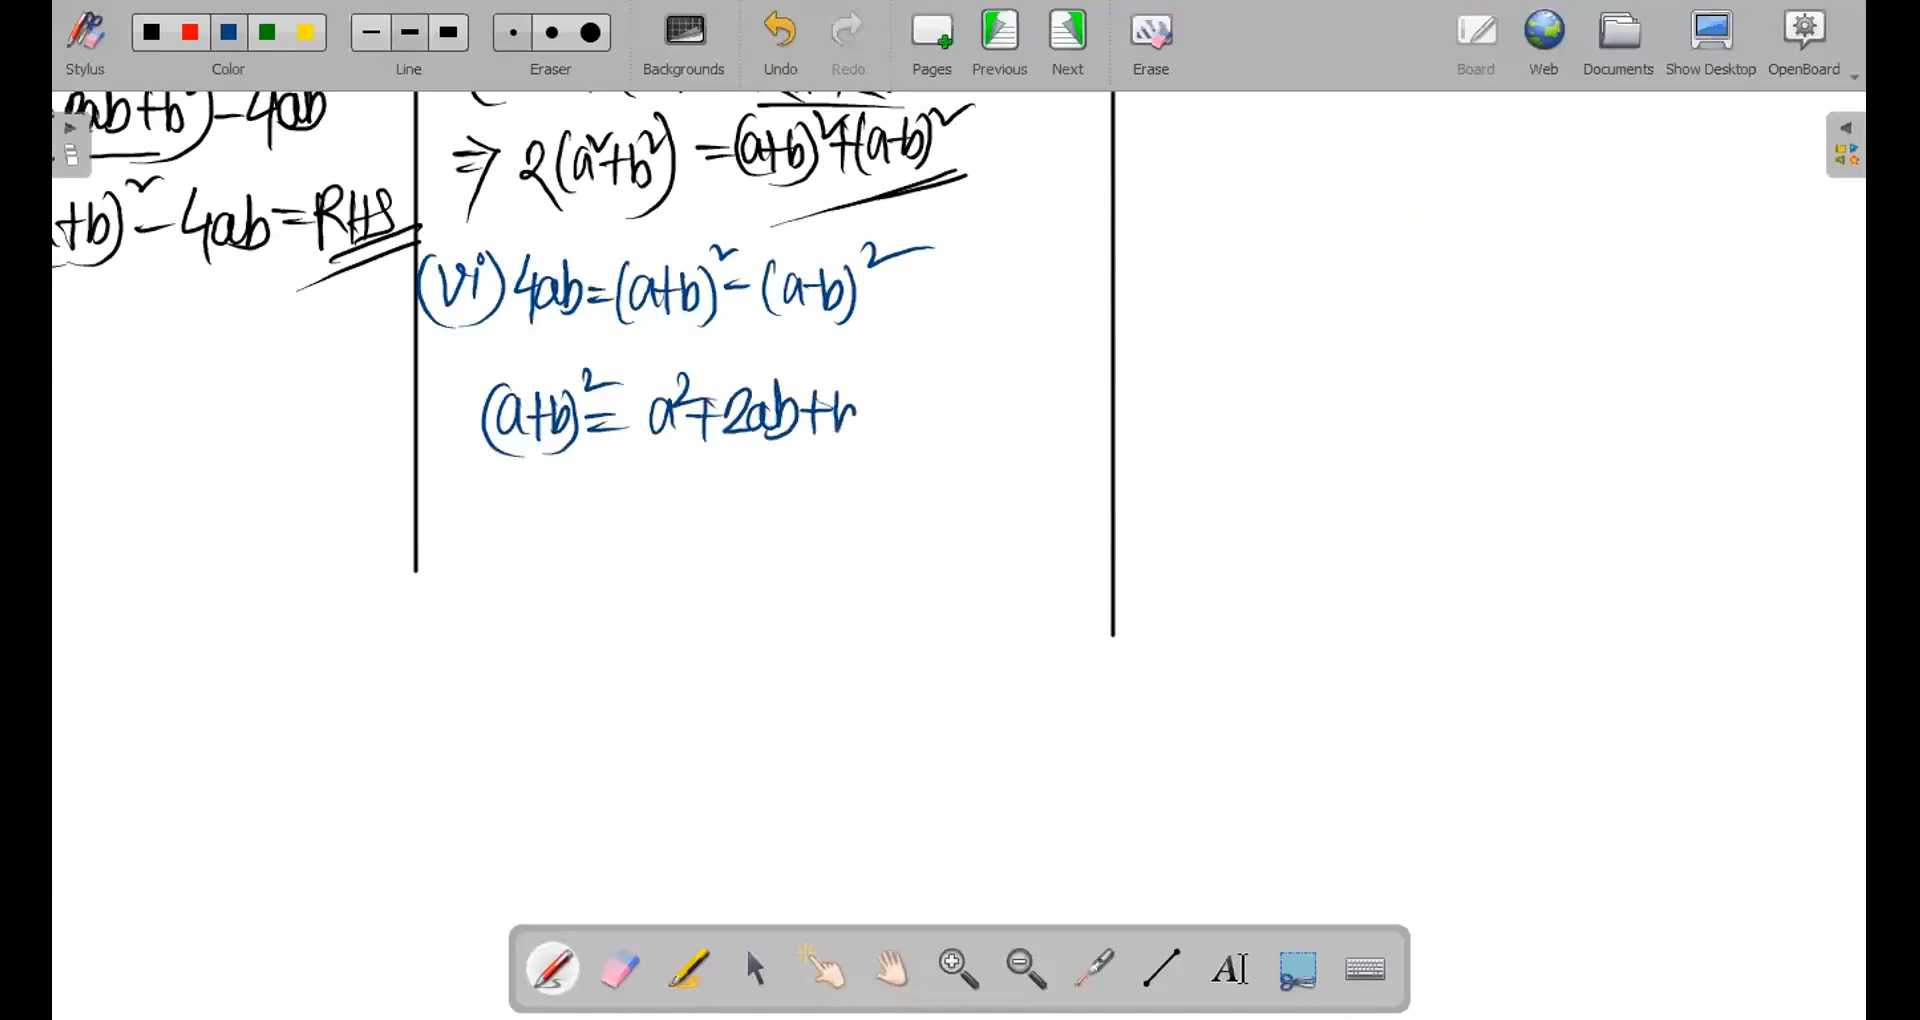 Stylus Color Line Eraser Backgrounds Undo Redo Pages Previous Next Erase Board Web Documents Show Desktop OpenBoard
ab+b²)-4ab
+b)²-4ab=RHS
⇒ 2(a²+b²) =(a+b)²+(a-b)²
(vi) 4ab=(a+b)²-(a-b)²
(a+b)²= a²+2ab+